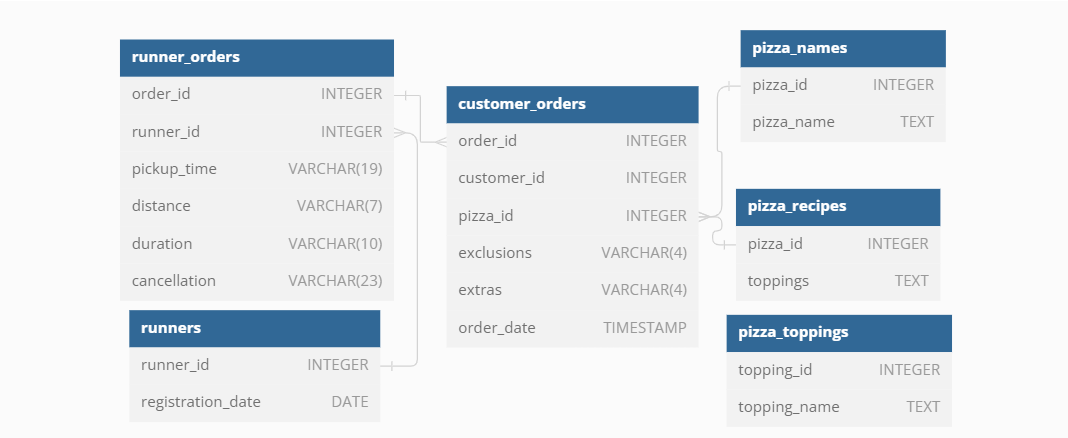 runner_orders
order_id INTEGER
runner_id INTEGER
pickup_time VARCHAR(19)
distance VARCHAR(7)
duration VARCHAR(10)
cancellation VARCHAR(23)
runners
runner_id INTEGER
registration_date DATE
customer_orders
order_id INTEGER
customer_id INTEGER
pizza_id INTEGER
exclusions VARCHAR(4)
extras VARCHAR(4)
order_date TIMESTAMP
pizza_names
pizza_id INTEGER
pizza_name TEXT
pizza_recipes
pizza_id INTEGER
toppings TEXT
pizza_toppings
topping_id INTEGER
topping_name TEXT